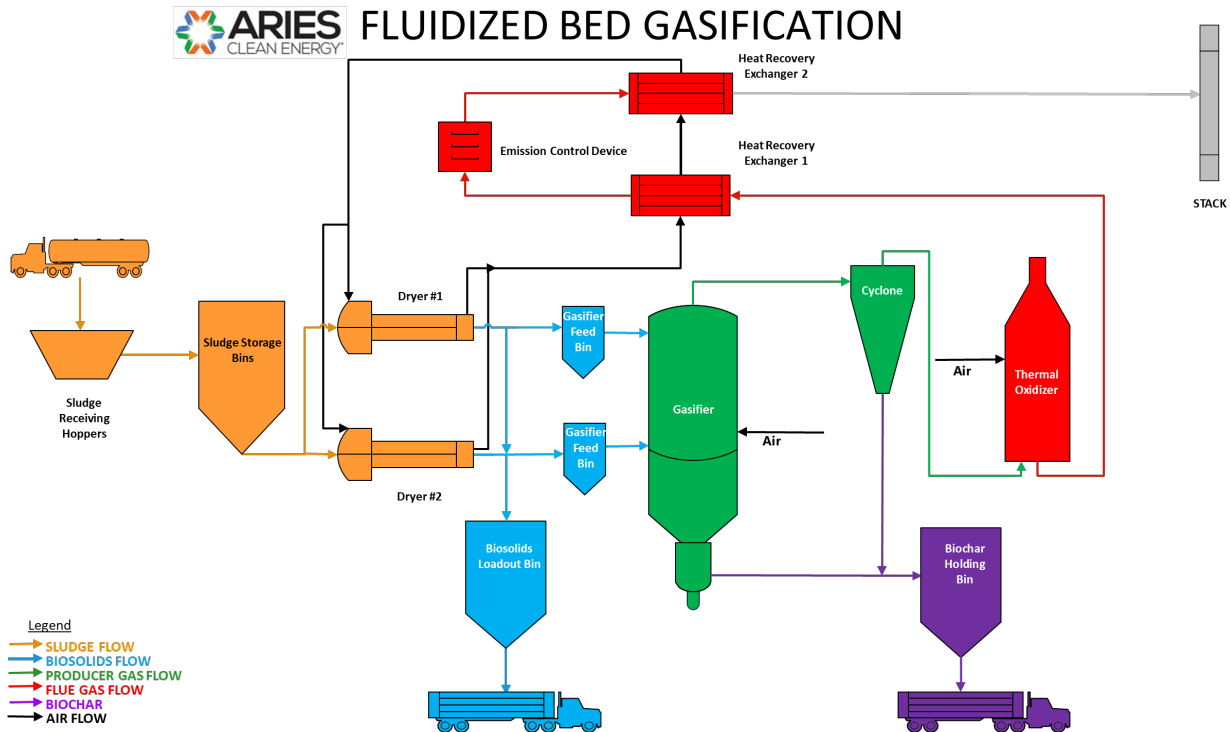 ARIES
CLEAN ENERGY
FLUIDIZED BED GASIFICATION
Heat Recovery
Exchanger 2
Emission Control Device
Heat Recovery
Exchanger 1
STACK
Dryer #1
Cyclone
Gasifier
Feed
Bin
Sludge Storage
Bins
Air
Thermal
Oxidizer
Sludge
Receiving
Hoppers
Gasifier
Gasifier
Feed
Bin
Air
Dryer #2
Biosolids
Loadout Bin
Biochar
Holding
Bin
Legend
SLUDGE FLOW
BIOSOLIDS FLOW
PRODUCER GAS FLOW
FLUE GAS FLOW
BIOCHAR
AIR FLOW